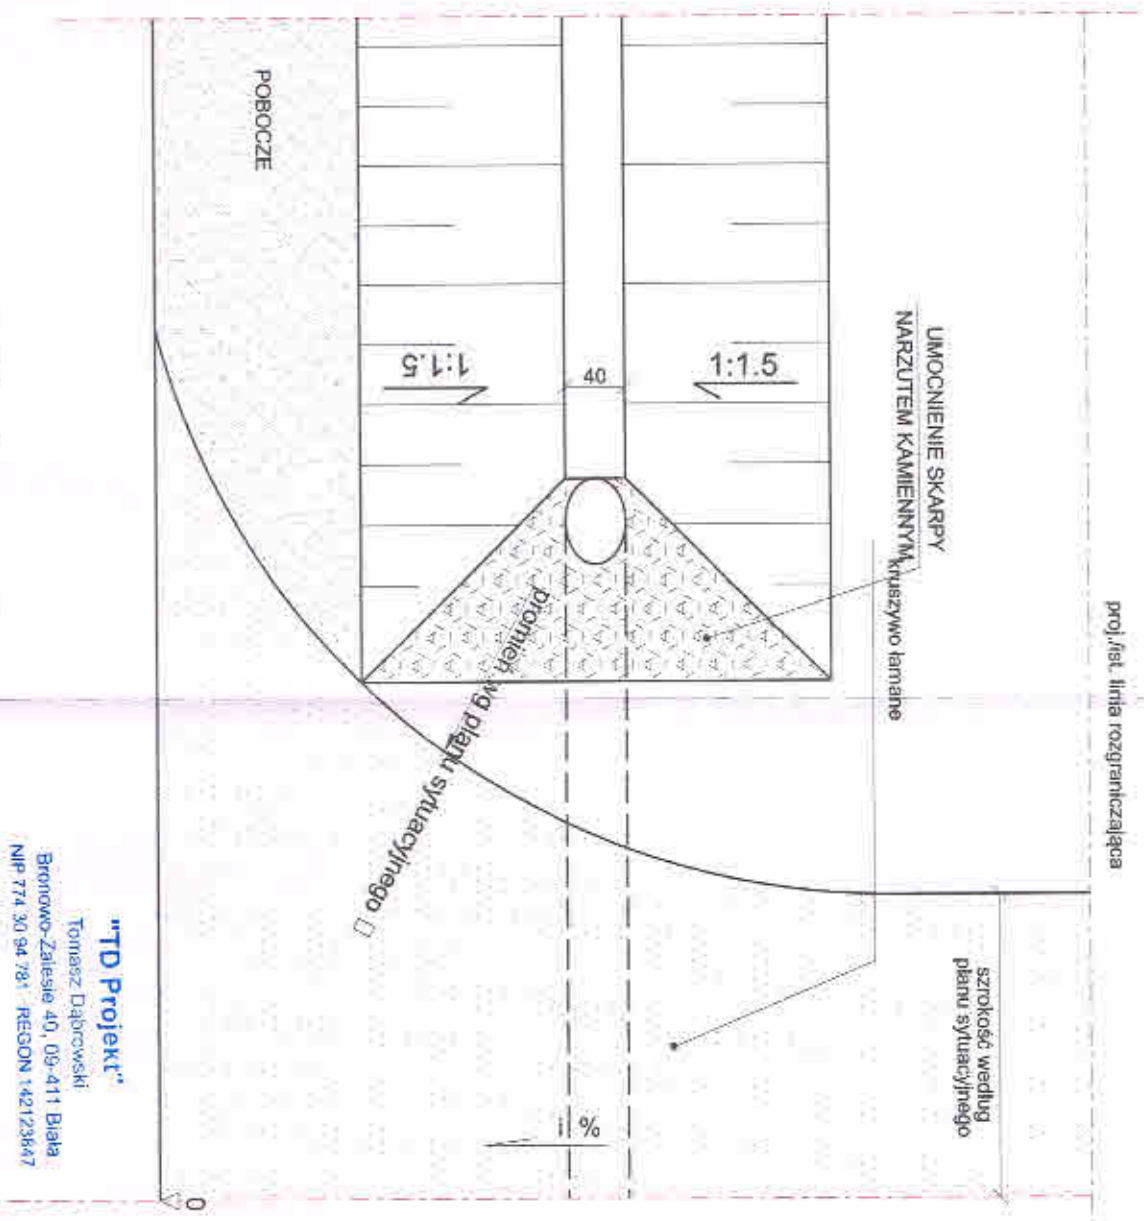 proj./ist. linia rozgraniczająca
UMOCNIENIE SKARPY
NARZUTEM KAMIENNYM
kruszywo łamane
szrokość według
planu sytuacyjnego
1:1.5
40
1:1.5
POBOCZE
promień wg planu sytuacyjnego
i %
0
"TD Projekt"
Tomasz Dąbrowski
Bronowo-Zalesie 40, 09-411 Biała
NIP 774 30 94 781 REGON 142123847